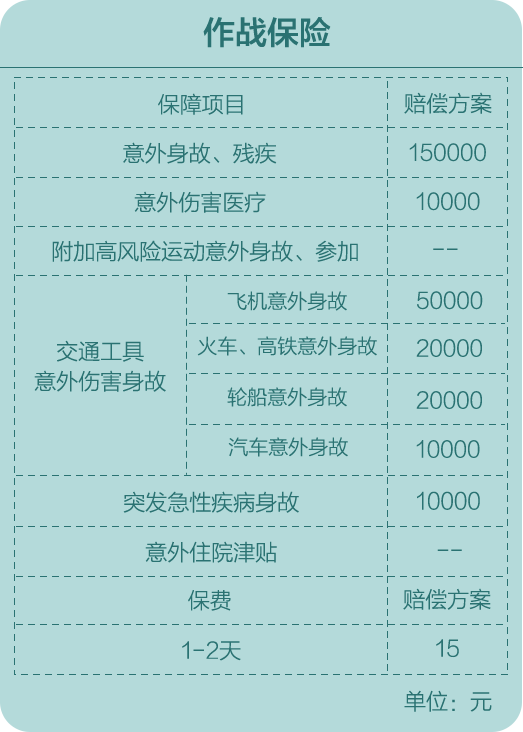 作战保险
保障项目 赔偿方案
意外身故、残疾 150000
意外伤害医疗 10000
附加高风险运动意外身故、参加 --
交通工具
意外伤害身故
飞机意外身故 50000
火车、高铁意外身故 20000
轮船意外身故 20000
汽车意外身故 10000
突发急性疾病身故 10000
意外住院津贴 --
保费 赔偿方案
1-2天 15
单位：元